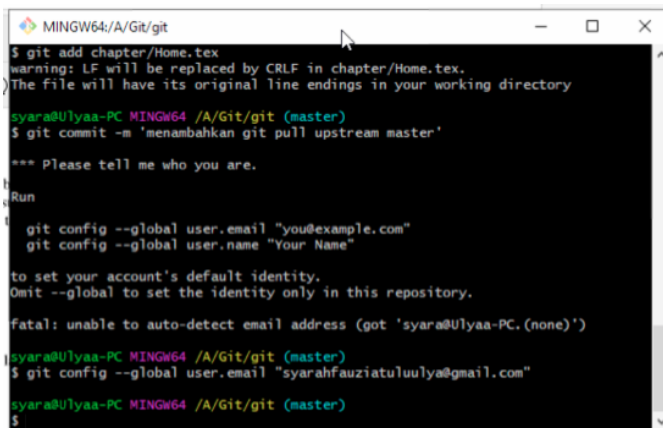 MINGW64:/A/Git/git
$ git add chapter/Home.tex
warning: LF will be replaced by CRLF in chapter/Home.tex.
The file will have its original line endings in your working directory
syara@Ulyaa-PC MINGW64 /A/Git/git (master)
$ git commit -m 'menambahkan git pull upstream master'
*** Please tell me who you are.
Run
git config --global user.email "you@example.com"
git config --global user.name "Your Name"
to set your account's default identity.
Omit --global to set the identity only in this repository.
fatal: unable to auto-detect email address (got 'syara@Ulyaa-PC.(none)')
syara@Ulyaa-PC MINGW64 /A/Git/git (master)
$ git config --global user.email "syarahfauziatuluulya@gmail.com"
syara@Ulyaa-PC MINGW64 /A/Git/git (master)
$